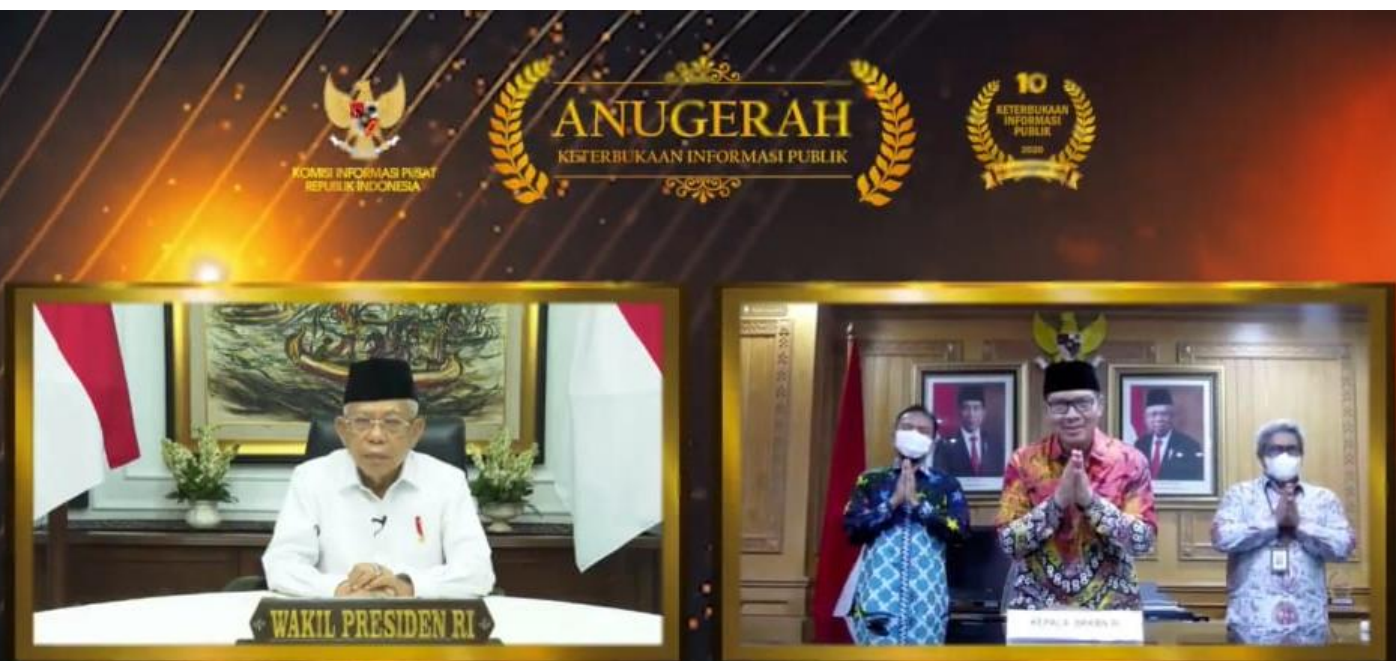 KOMISI INFORMASI PUSAT
REPUBLIK INDONESIA
ANUGERAH
KETERBUKAAN INFORMASI PUBLIK
10
KETERBUKAAN
INFORMASI
PUBLIK
2020
WAKIL PRESIDEN RI
KEPALA BKKBN RI